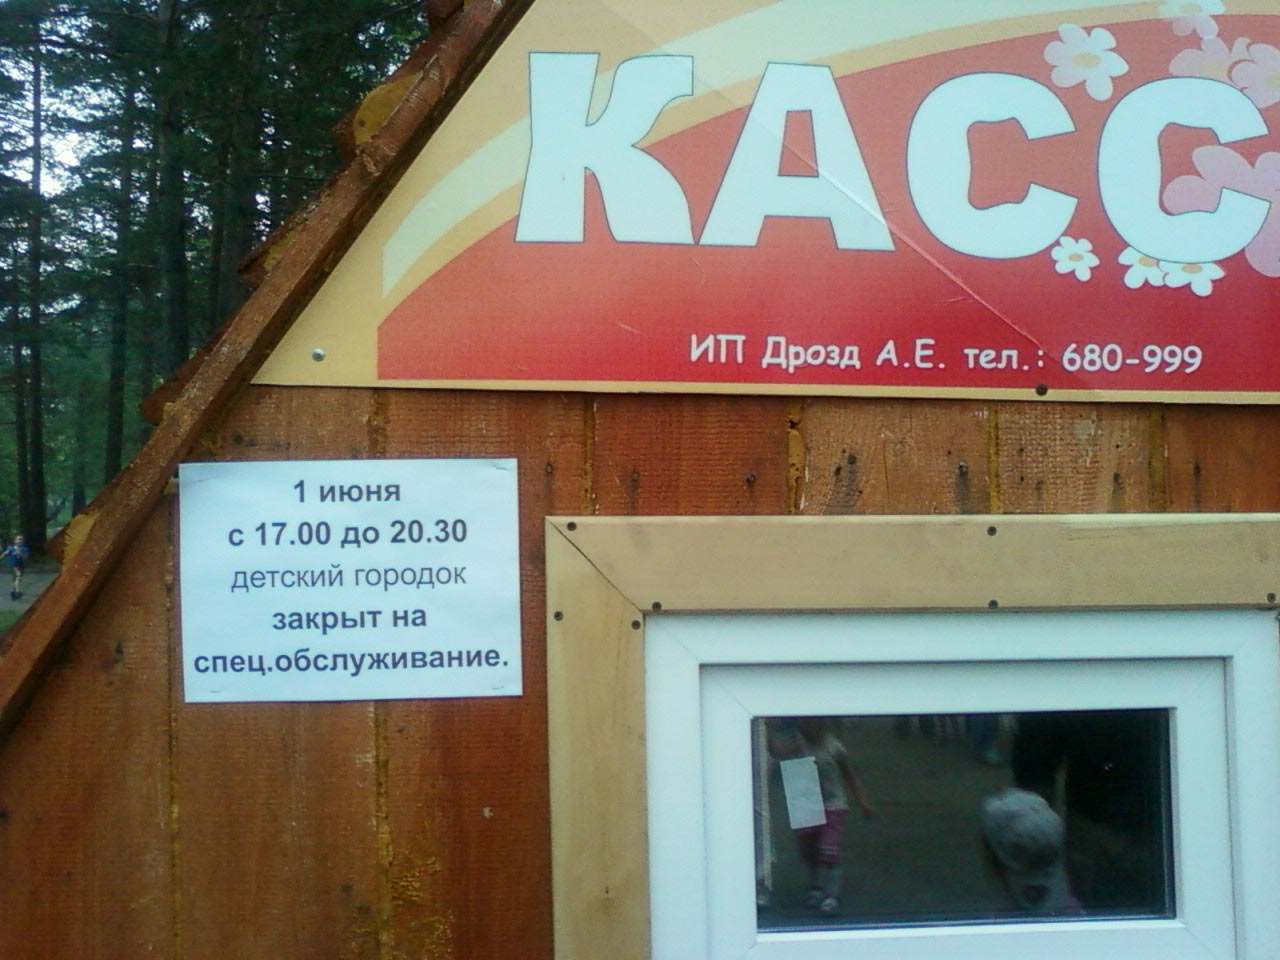 КАСС
ИП Дрозд А.Е. тел.: 680-999
1 июня
с 17.00 до 20.30
детский городок
закрыт на
спец.обслуживание.